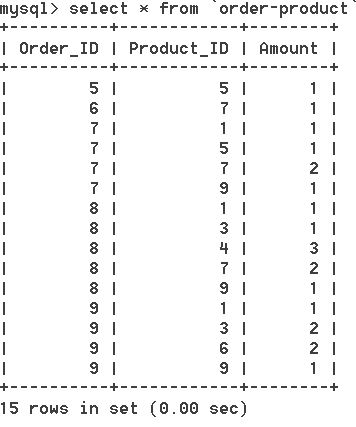 mysql> select * from `order-product`
+----------+------------+--------+
| Order_ID | Product_ID | Amount |
+----------+------------+--------+
|        5 |          5 |      1 |
|        6 |          7 |      1 |
|        7 |          1 |      1 |
|        7 |          5 |      1 |
|        7 |          7 |      2 |
|        7 |          9 |      1 |
|        8 |          1 |      1 |
|        8 |          3 |      1 |
|        8 |          4 |      3 |
|        8 |          7 |      2 |
|        8 |          9 |      1 |
|        9 |          1 |      1 |
|        9 |          3 |      2 |
|        9 |          6 |      2 |
|        9 |          9 |      1 |
+----------+------------+--------+
15 rows in set (0.00 sec)